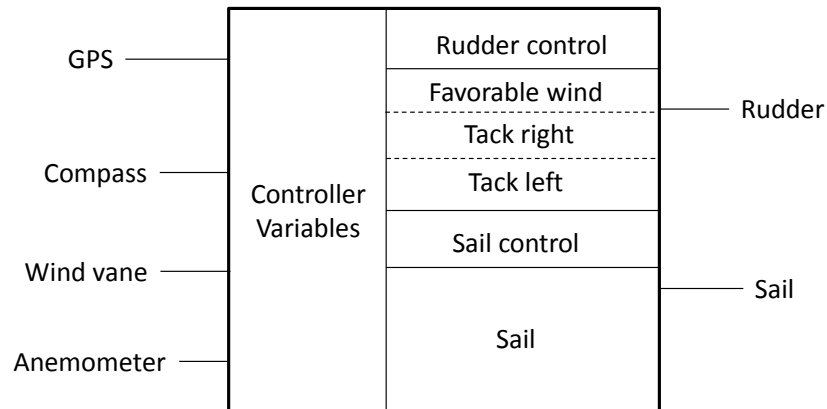 GPS
Compass
Wind vane
Anemometer
Controller
Variables
Rudder control
Favorable wind
Tack right
Tack left
Sail control
Sail
Rudder
Sail